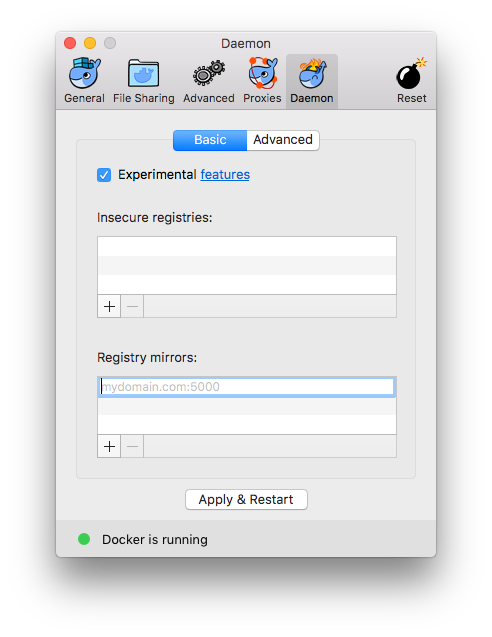 Daemon
General File Sharing Advanced Proxies Daemon Reset
Basic Advanced
Experimental features
Insecure registries:
Registry mirrors:
mydomain.com:5000
Apply & Restart
Docker is running